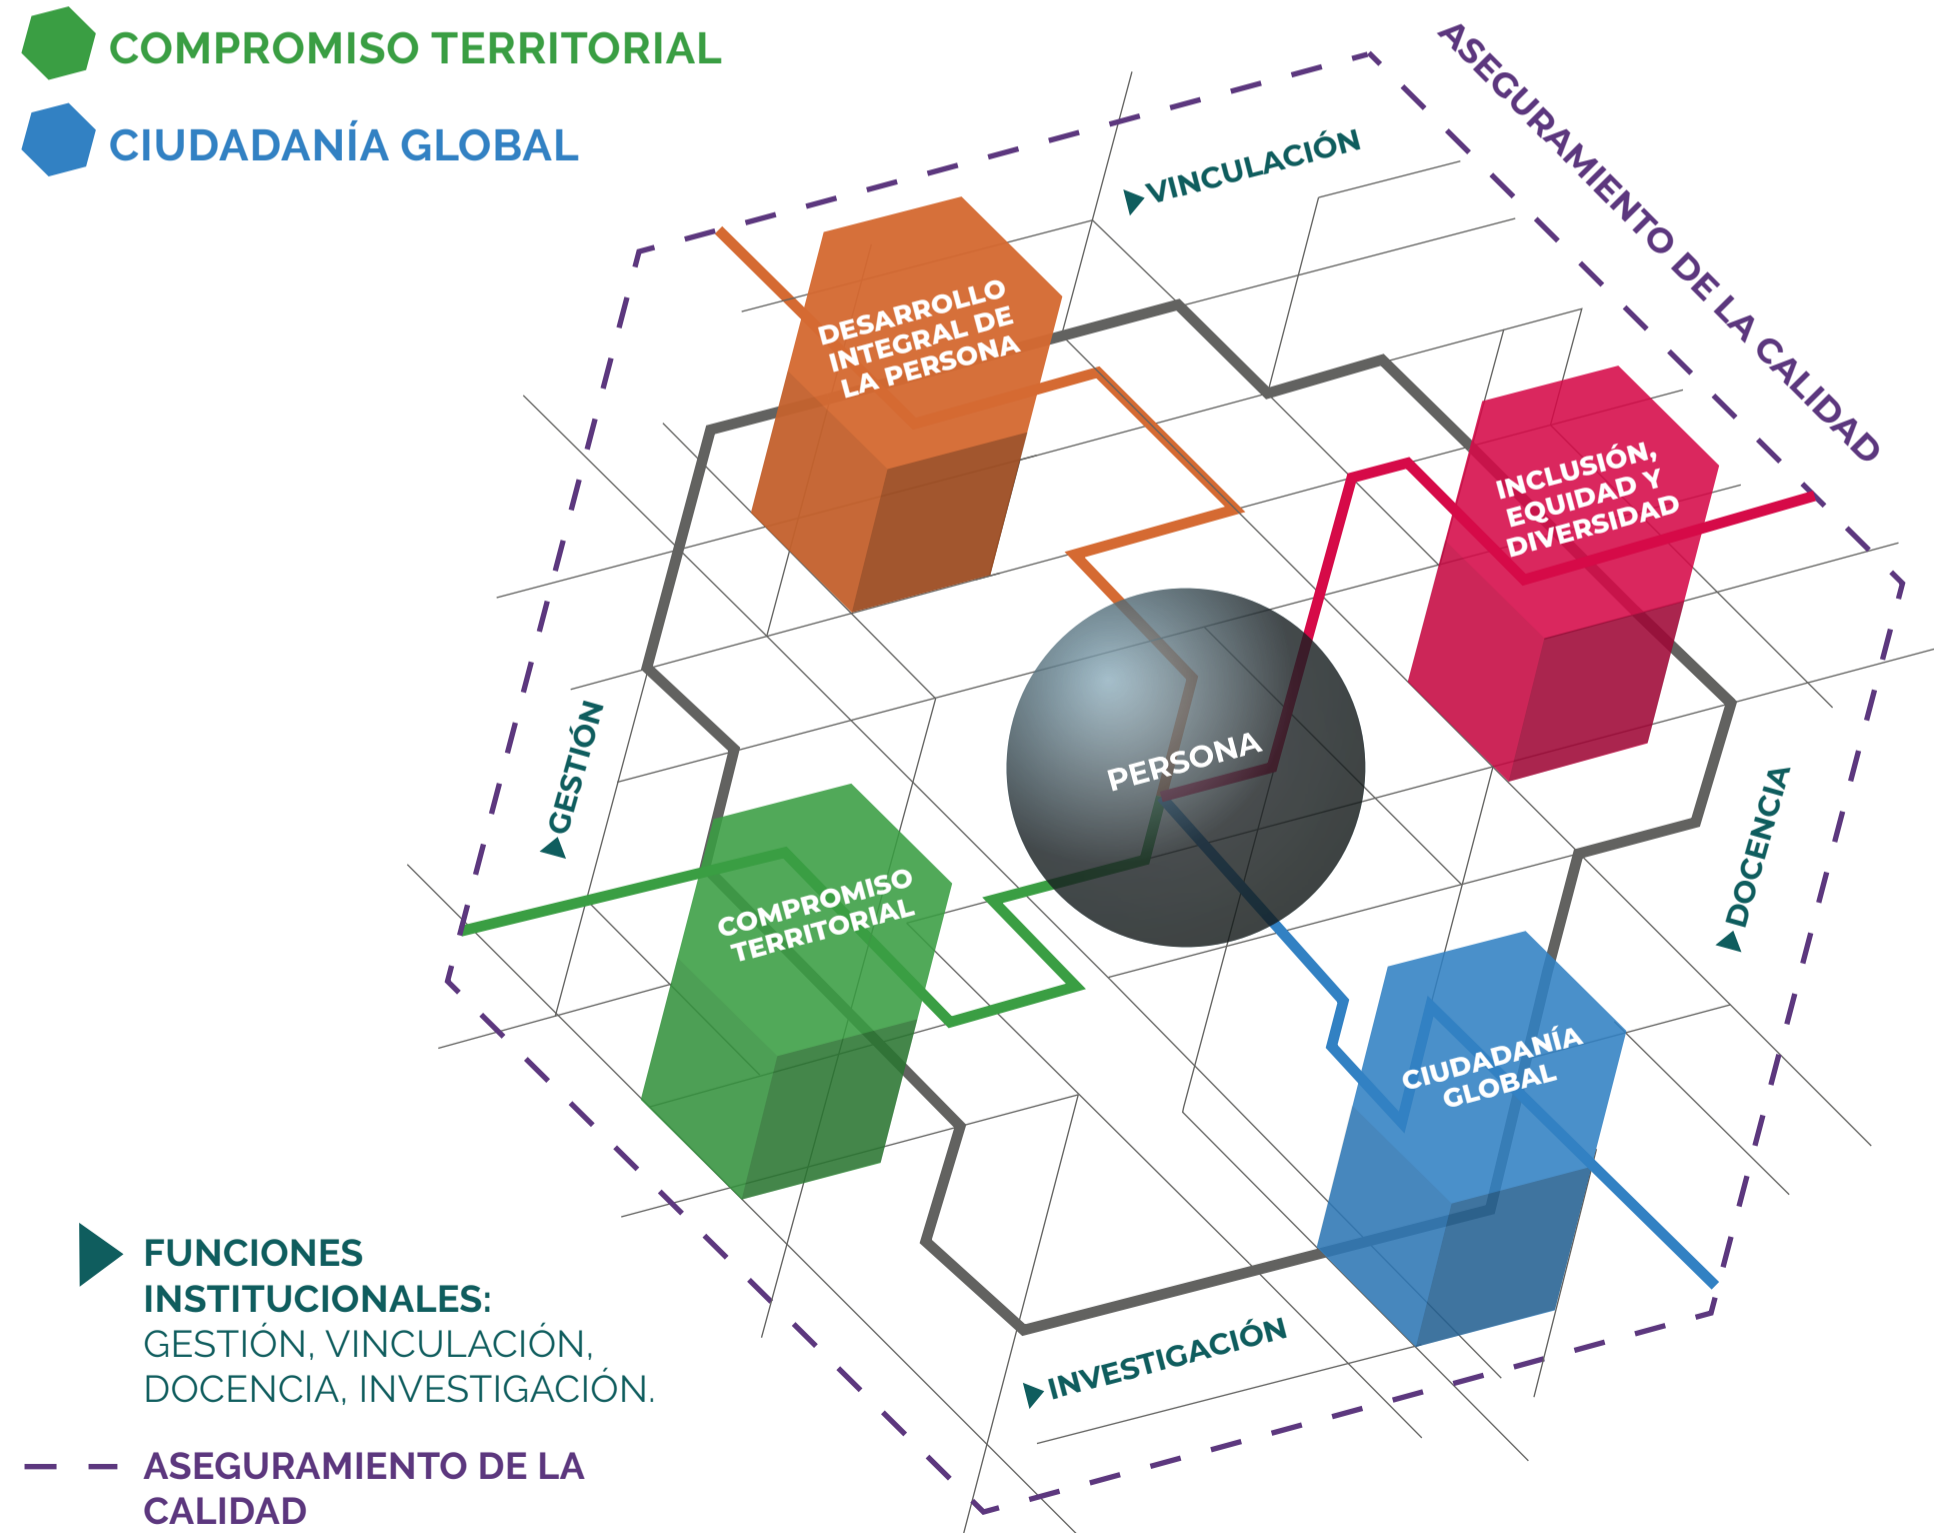 COMPROMISO TERRITORIAL
CIUDADANÍA GLOBAL
ASEGURAMIENTO DE LA CALIDAD
VINCULACIÓN
DESARROLLO
INTEGRAL DE
LA PERSONA
INCLUSIÓN,
EQUIDAD Y
DIVERSIDAD
GESTIÓN
PERSONA
DOCENCIA
COMPROMISO
TERRITORIAL
CIUDADANÍA
GLOBAL
INVESTIGACIÓN
FUNCIONES
INSTITUCIONALES:
GESTIÓN, VINCULACIÓN,
DOCENCIA, INVESTIGACIÓN.
ASEGURAMIENTO DE LA
CALIDAD